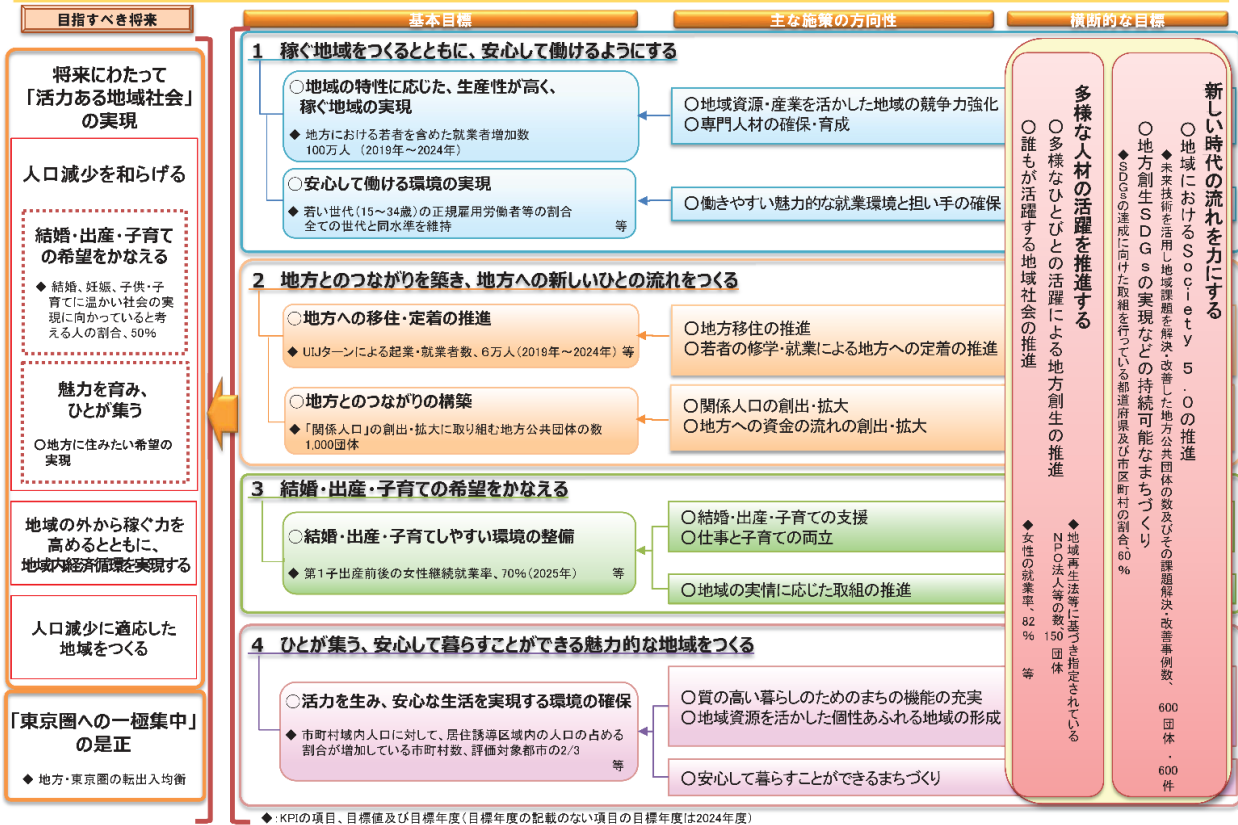 目指すべき将来
基本目標
主な施策の方向性
横断的な目標
将来にわたって
「活力ある地域社会」
の実現
人口減少を和らげる
結婚・出産・子育て
の希望をかなえる
◆ 結婚、妊娠、子供・子
育てに温かい社会の実
現に向かっていると考
える人の割合、50%
魅力を育み、
ひとが集う
○地方に住みたい希望の
実現
地域の外から稼ぐ力を
高めるとともに、
地域内経済循環を実現する
人口減少に適応した
地域をつくる
「東京圏への一極集中」
の是正
◆ 地方・東京圏の転出入均衡
1 稼ぐ地域をつくるとともに、安心して働けるようにする
○地域の特性に応じた、生産性が高く、
稼ぐ地域の実現
◆ 地方における若者を含めた就業者増加数
100万人 (2019年～2024年)
○安心して働ける環境の実現
◆ 若い世代(15～34歳)の正規雇用労働者等の割合
全ての世代と同水準を維持 等
○地域資源・産業を活かした地域の競争力強化
○専門人材の確保・育成
○働きやすい魅力的な就業環境と担い手の確保
2 地方とのつながりを築き、地方への新しいひとの流れをつくる
○地方への移住・定着の推進
◆ UIJターンによる起業・就業者数、6万人(2019年～2024年) 等
○地方とのつながりの構築
◆ 「関係人口」の創出・拡大に取り組む地方公共団体の数
1,000団体
○地方移住の推進
○若者の修学・就業による地方への定着の推進
○関係人口の創出・拡大
○地方への資金の流れの創出・拡大
3 結婚・出産・子育ての希望をかなえる
○結婚・出産・子育てしやすい環境の整備
◆ 第1子出産前後の女性継続就業率、70%(2025年) 等
○結婚・出産・子育ての支援
○仕事と子育ての両立
○地域の実情に応じた取組の推進
4 ひとが集う、安心して暮らすことができる魅力的な地域をつくる
○活力を生み、安心な生活を実現する環境の確保
◆ 市町村域内人口に対して、居住誘導区域内の人口の占める
割合が増加している市町村数、評価対象都市の2/3
等
○質の高い暮らしのためのまちの機能の充実
○地域資源を活かした個性あふれる地域の形成
○安心して暮らすことができるまちづくり
新しい時代の流れを力にする
○地域におけるSociety 5.0の推進
◆未来技術を活用し地域課題を解決・改善した地方公共団体の数及びその課題解決・改善事例数、600団体・600件
○地方創生SDGsの実現などの持続可能なまちづくり
◆SDGsの達成に向けた取組を行っている都道府県及び市区町村の割合、60%
多様な人材の活躍を推進する
○多様なひとびとの活躍による地方創生の推進
◆地域再生法等に基づき指定されている
NPO法人等の数、150団体
○誰もが活躍する地域社会の推進
◆女性の就業率、82% 等
◆:KPIの項目、目標値及び目標年度(目標年度の記載のない項目の目標年度は2024年度)